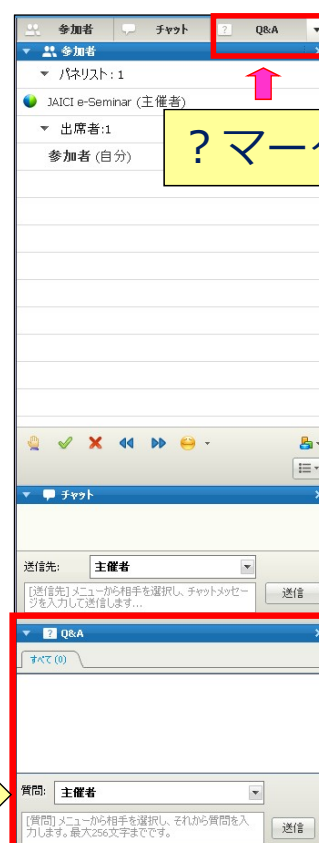 参加者 チャット ? Q&A
参加者
パネリスト: 1
JAICI e-Seminar (主催者)
出席者:1
参加者 (自分)
?マーク
チャット
送信先: 主催者
[送信先] メニューから相手を選択し、チャットメッセー
ジを入力して送信します...
送信
? Q&A
すべて (0)
質問: 主催者
[質問] メニューから相手を選択し、それから質問を入
力します。最大256文字までです。
送信